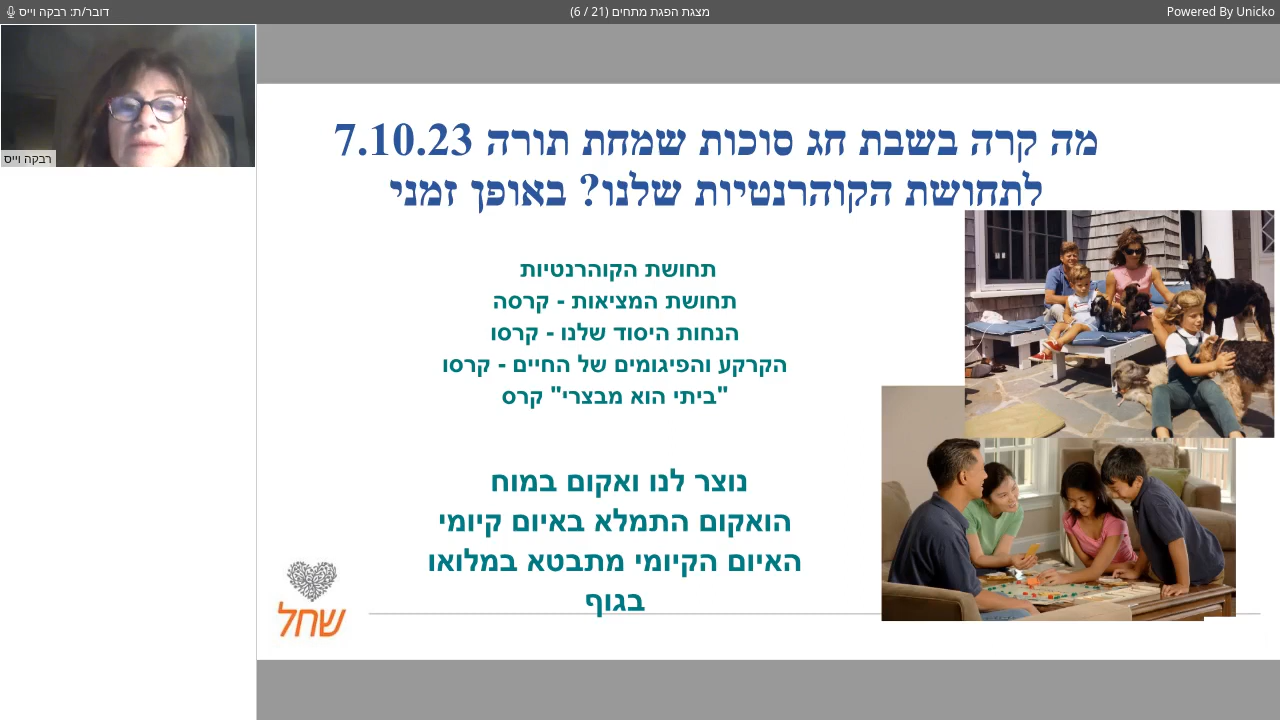 דובר/ת: רבקה וייס
מצגת הפגת מתחים (21 / 6)
Powered By Unicko
רבקה וייס
מה קרה בשבת חג סוכות שמחת תורה 7.10.23
לתחושת הקוהרנטיות שלנו? באופן זמני
תחושת הקוהרנטיות
תחושת המציאות - קרסה
הנחות היסוד שלנו - קרסו
הקרקע והפיגומים של החיים - קרסו
"ביתי הוא מבצרי" קרס
נוצר לנו ואקום במוח
הואקום התמלא באיום קיומי
האיום הקיומי מתבטא במלואו
בגוף
שחל